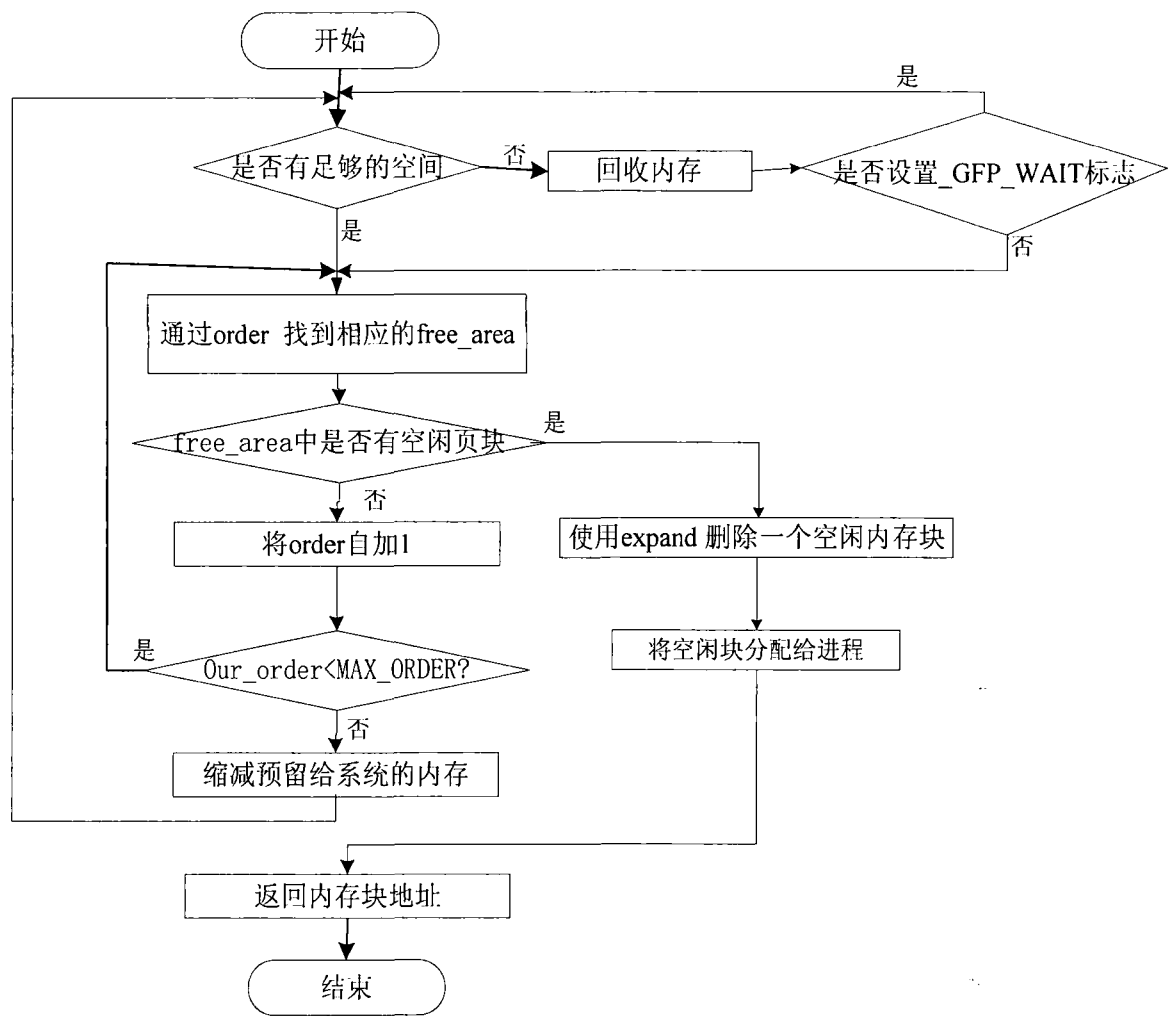 开始
是
是否有足够的空间
否
回收内存
是否设置_GFP_WAIT标志
是
否
通过order 找到相应的free_area
free_area中是否有空闲页块
是
否
将order自加1
使用expand 删除一个空闲内存块
是
Our_order<MAX_ORDER?
将空闲块分配给进程
否
缩减预留给系统的内存
返回内存块地址
结束